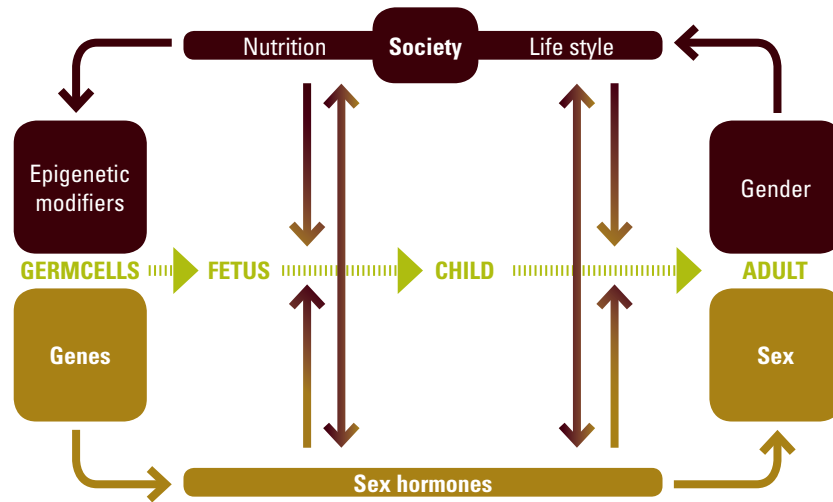 Nutrition Society Life style
Epigenetic
modifiers
Gender
GERMCELLS FETUS CHILD ADULT
Genes
Sex
Sex hormones